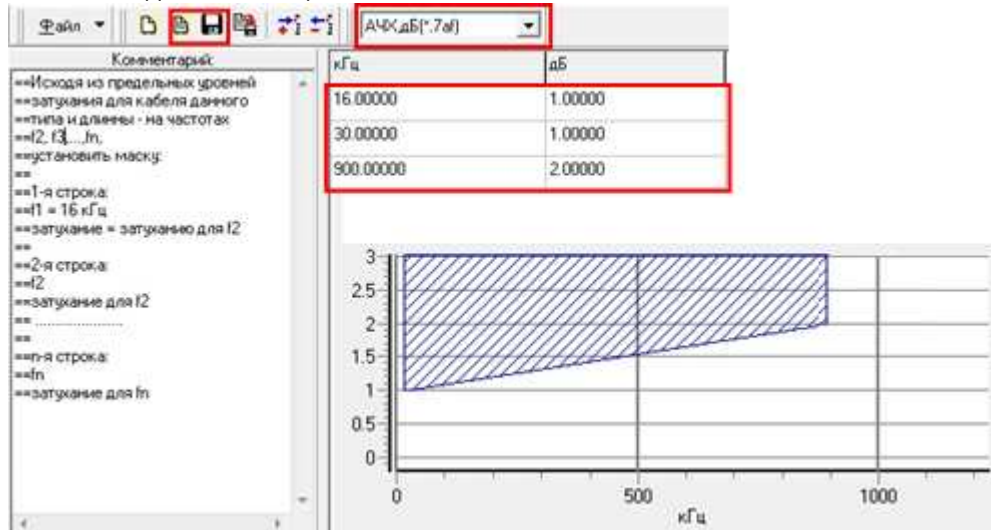 Файл
АЧХ,дБ(*.7af)
Комментарий:
==Исходя из предельных уровней
==затухания для кабеля данного
==типа и длинны - на частотах
==f2, f3,...,fn,
==установить маску:
==
==1-я строка:
==f1 = 16 кГц
==затухание = затуханию для f2
==
==2-я строка:
==f2
==затухание для f2
== .....................
==
==n-я строка:
==fn
==затухание для fn
кГц дБ
16.00000 1.00000
30.00000 1.00000
900.00000 2.00000
3
2.5
2
1.5
1
0.5
0
0 500 1000
кГц